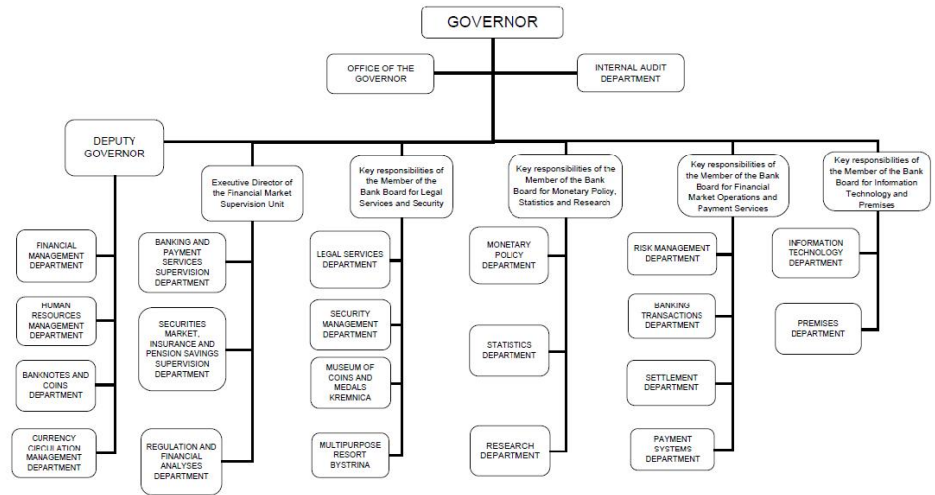 GOVERNOR
OFFICE OF THE
GOVERNOR
INTERNAL AUDIT
DEPARTMENT
DEPUTY
GOVERNOR
Executive Director of
the Financial Market
Supervision Unit
Key responsibilities of
the Member of the
Bank Board for Legal
Services and Security
Key responsibilities of the
Member of the Bank
Board for Monetary Policy,
Statistics and Research
Key responsibilities of the
Member of the Bank
Board for Financial
Market Operations and
Payment Services
Key responsibilities of
the Member of the Bank
Board for Information
Technology and
Premises
FINANCIAL
MANAGEMENT
DEPARTMENT
HUMAN
RESOURCES
MANAGEMENT
DEPARTMENT
BANKNOTES AND
COINS
DEPARTMENT
CURRENCY
CIRCULATION
MANAGEMENT
DEPARTMENT
BANKING AND
PAYMENT
SERVICES
SUPERVISION
DEPARTMENT
SECURITIES
MARKET,
INSURANCE AND
PENSION SAVINGS
SUPERVISION
DEPARTMENT
REGULATION AND
FINANCIAL
ANALYSES
DEPARTMENT
LEGAL SERVICES
DEPARTMENT
SECURITY
MANAGEMENT
DEPARTMENT
MUSEUM OF
COINS AND
MEDALS
KREMNICA
MULTIPURPOSE
RESORT
BYSTRINA
MONETARY
POLICY
DEPARTMENT
STATISTICS
DEPARTMENT
RESEARCH
DEPARTMENT
RISK MANAGEMENT
DEPARTMENT
BANKING
TRANSACTIONS
DEPARTMENT
SETTLEMENT
DEPARTMENT
PAYMENT
SYSTEMS
DEPARTMENT
INFORMATION
TECHNOLOGY
DEPARTMENT
PREMISES
DEPARTMENT